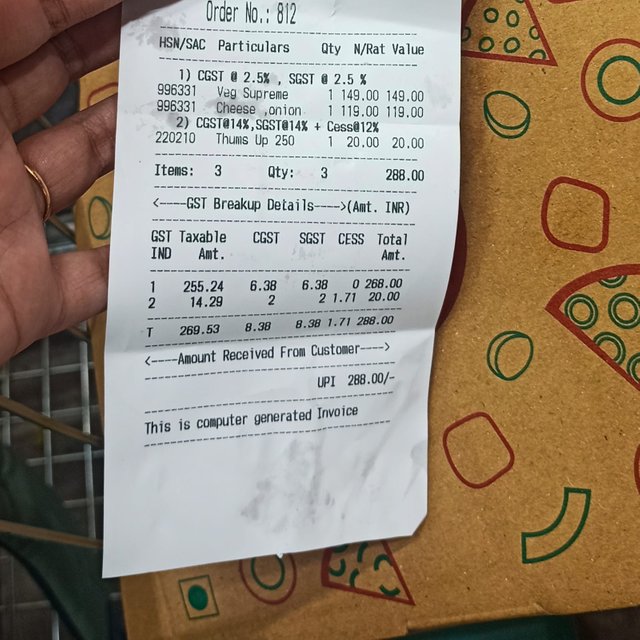 Order No.: 812
HSN/SAC Particulars Qty N/Rat Value
1) CGST @ 2.5% , SGST @ 2.5 %
996331 Veg Supreme 1 149.00 149.00
996331 Cheese ,onion 1 119.00 119.00
2) CGST@14%,SGST@14% + Cess@12%
220210 Thums Up 250 1 20.00 20.00
Items: 3 Qty: 3 288.00
<----GST Breakup Details---->(Amt. INR)
GST Taxable CGST SGST CESS Total
IND Amt. Amt.
1 255.24 6.38 6.38 0 268.00
2 14.29 2 2 1.71 20.00
T 269.53 8.38 8.38 1.71 288.00
<----Amount Received From Customer---->
UPI 288.00/-
This is computer generated Invoice